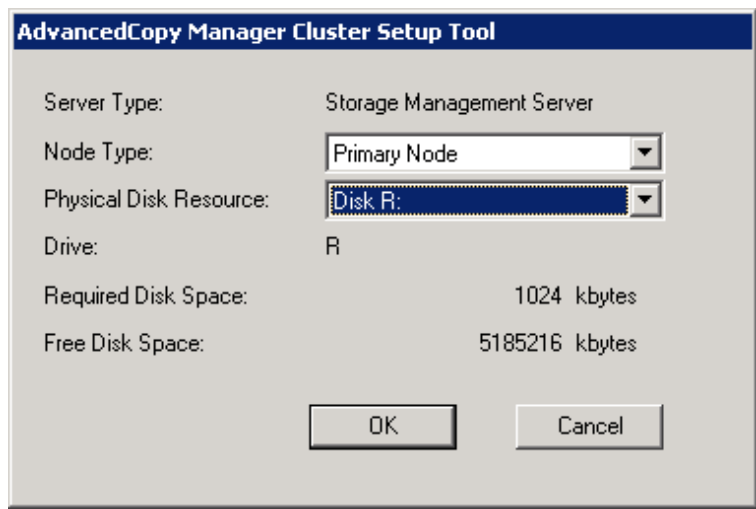 AdvancedCopy Manager Cluster Setup Tool
Server Type: Storage Management Server
Node Type: Primary Node
Physical Disk Resource: Disk R:
Drive: R
Required Disk Space: 1024 kbytes
Free Disk Space: 5185216 kbytes
OK Cancel